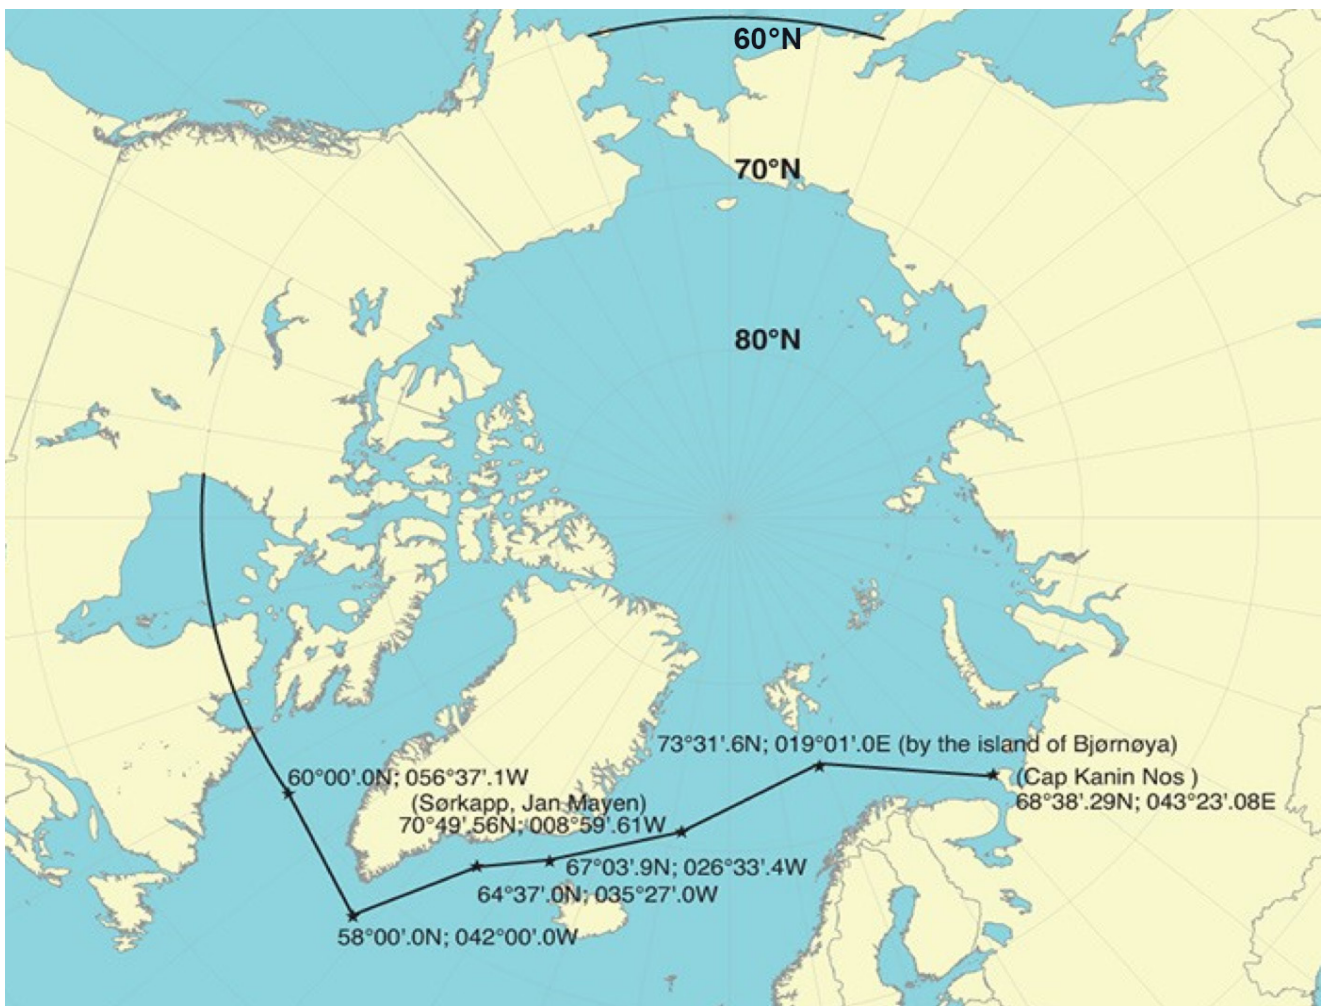 60°N
70°N
80°N
73°31'.6N; 019°01'.0E (by the island of Bjørnøya)
60°00'.0N; 056°37'.1W
(Cap Kanin Nos )
68°38'.29N; 043°23'.08E
(Sørkapp, Jan Mayen)
70°49'.56N; 008°59'.61W
67°03'.9N; 026°33'.4W
64°37'.0N; 035°27'.0W
58°00'.0N; 042°00'.0W